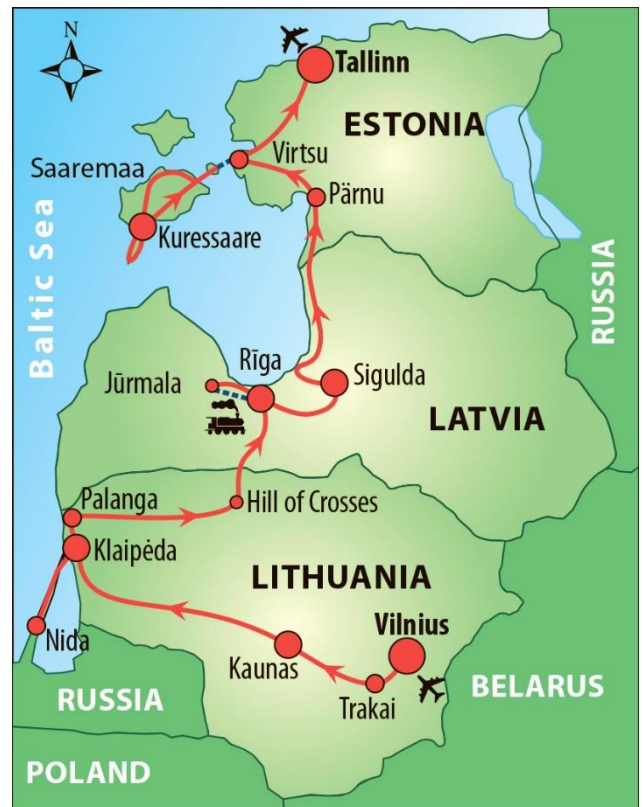 N
Tallinn
ESTONIA
Virtsu
Saaremaa
Pärnu
Kuressaare
Baltic Sea
RUSSIA
Rīga
Jūrmala
Sigulda
LATVIA
Palanga
Hill of Crosses
Klaipėda
LITHUANIA
Vilnius
Nida
Kaunas
Trakai
RUSSIA
BELARUS
POLAND